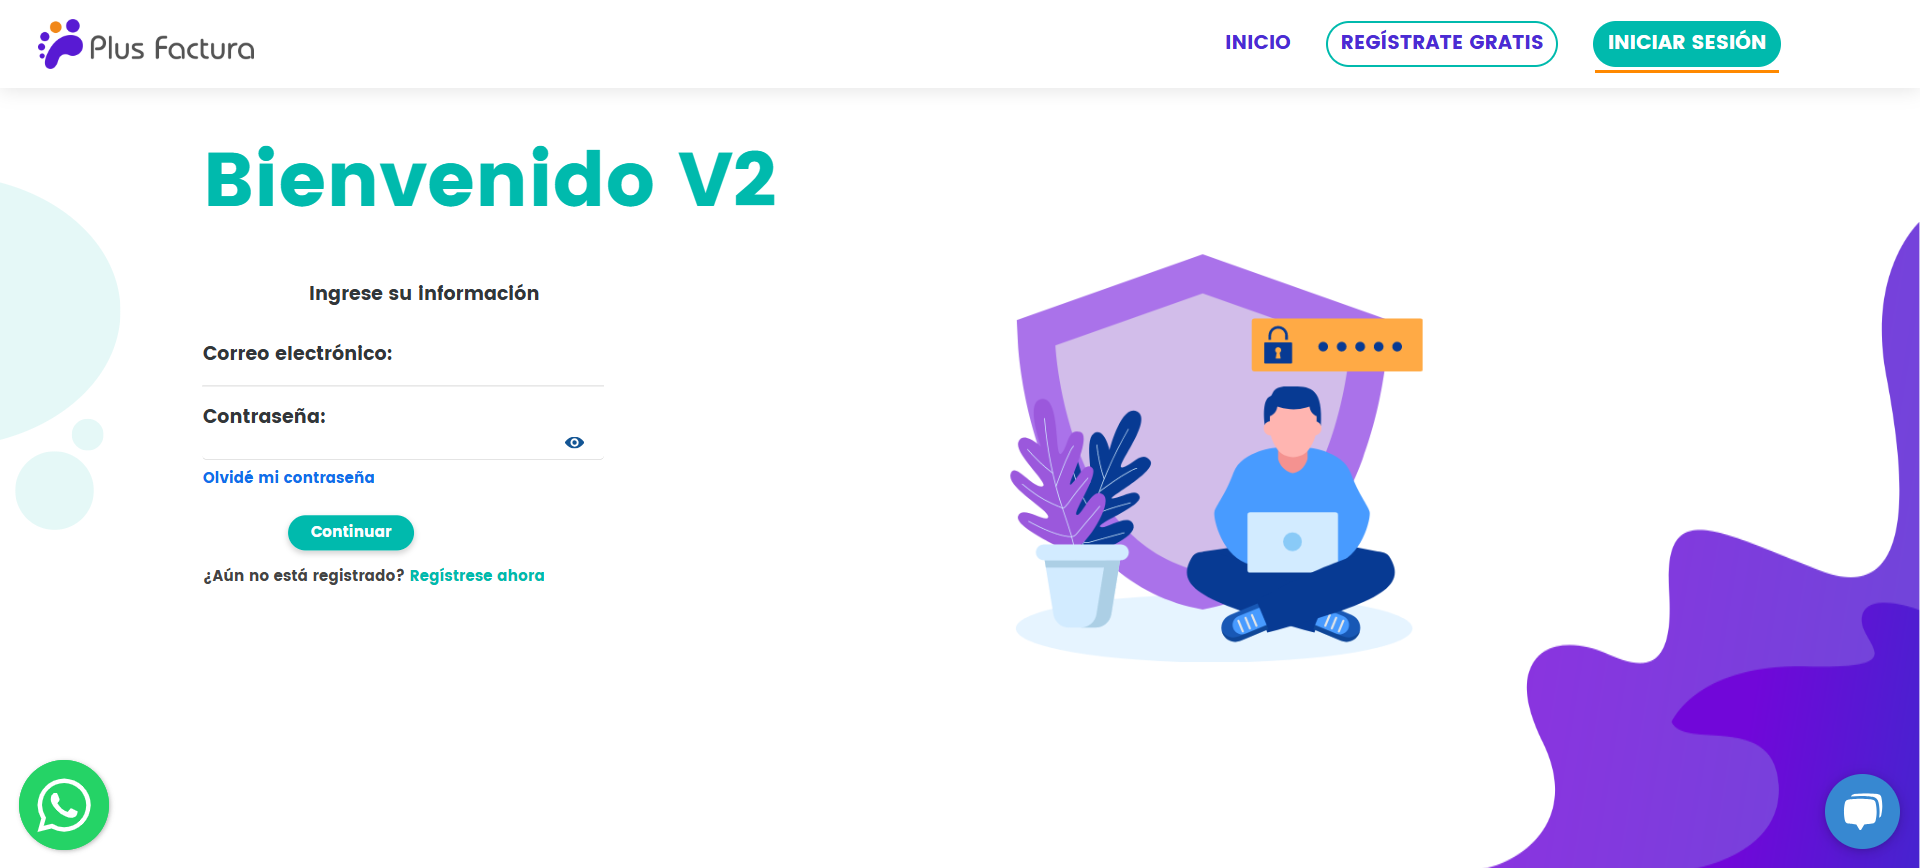 Plus Factura
INICIO
REGÍSTRATE GRATIS
INICIAR SESIÓN
Bienvenido V2
Ingrese su información
Correo electrónico:
Contraseña:
Olvidé mi contraseña
Continuar
¿Aún no está registrado? Regístrese ahora